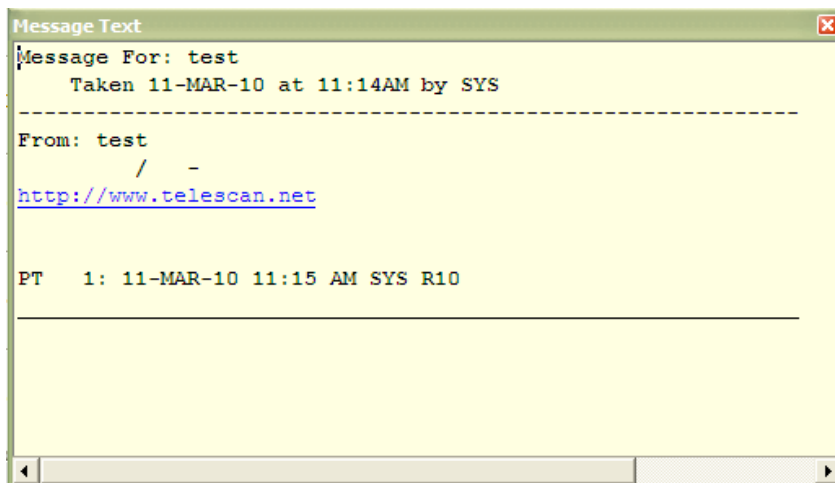 Message Text
Message For: test
Taken 11-MAR-10 at 11:14AM by SYS
------------------------------------------------------------
From: test
/ -
http://www.telescan.net
PT 1: 11-MAR-10 11:15 AM SYS R10